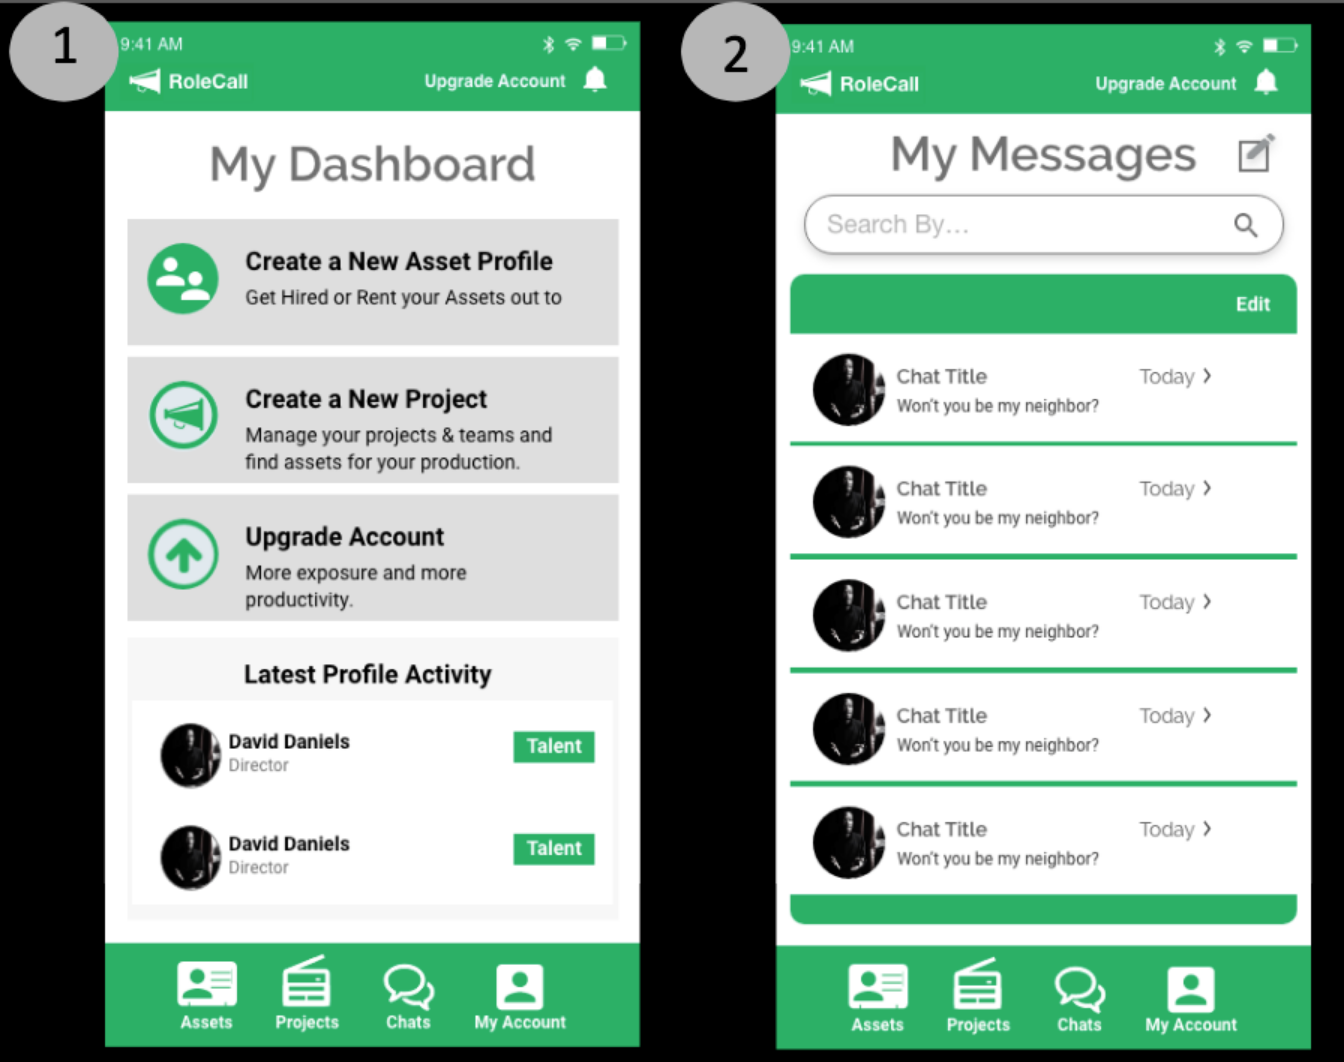 1
9:41 AM
RoleCall
Upgrade Account
My Dashboard
Create a New Asset Profile
Get Hired or Rent your Assets out to
Create a New Project
Manage your projects & teams and
find assets for your production.
Upgrade Account
More exposure and more
productivity.
Latest Profile Activity
David Daniels
Director
Talent
David Daniels
Director
Talent
Assets
Projects
Chats
My Account
2
9:41 AM
RoleCall
Upgrade Account
My Messages
Search By...
Edit
Chat Title
Today
Won't you be my neighbor?
Chat Title
Today
Won't you be my neighbor?
Chat Title
Today
Won't you be my neighbor?
Chat Title
Today
Won't you be my neighbor?
Chat Title
Today
Won't you be my neighbor?
Assets
Projects
Chats
My Account